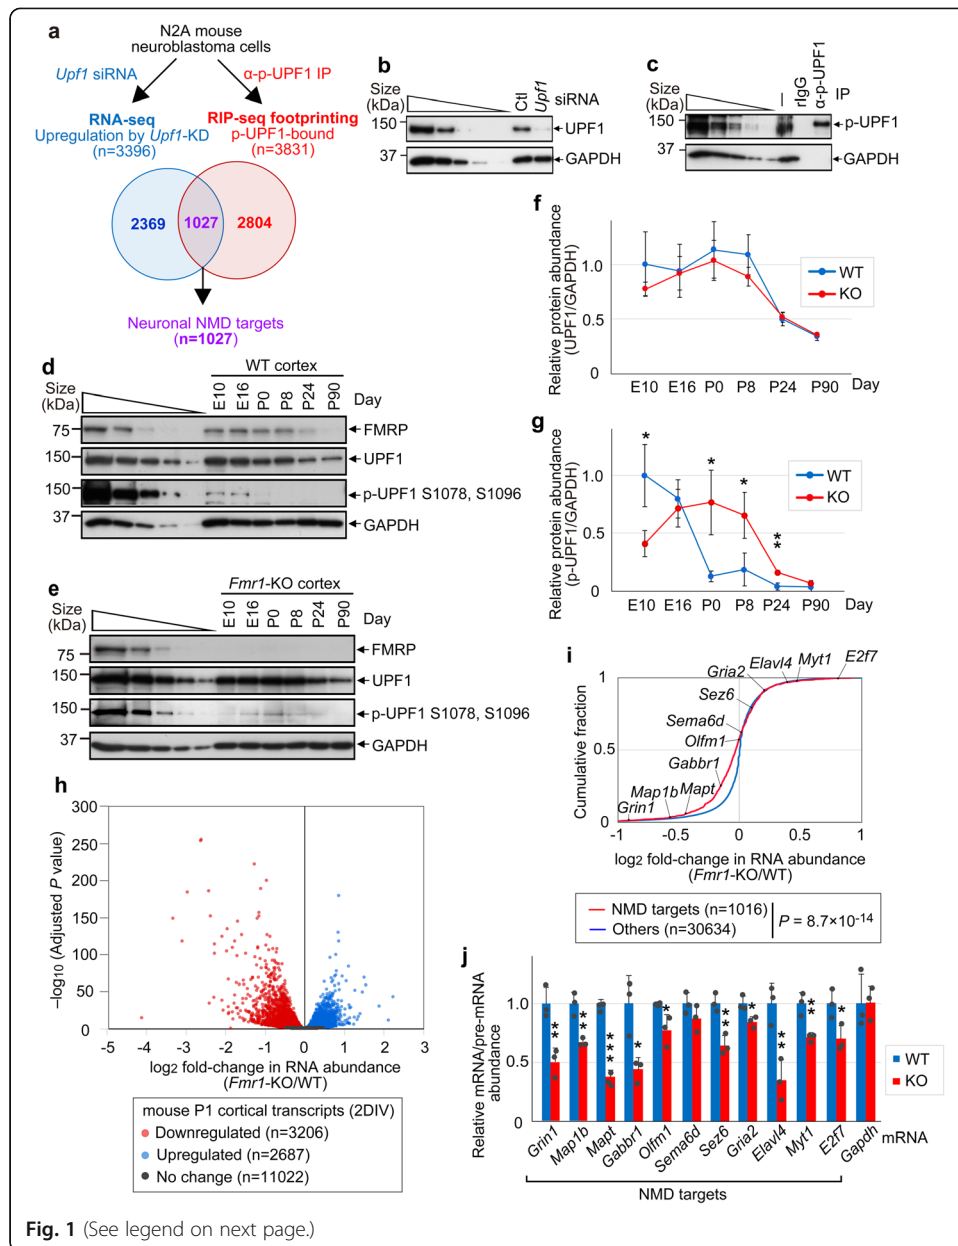 a
N2A mouse
neuroblastoma cells
Upf1 siRNA
α-p-UPF1 IP
RNA-seq
Upregulation by Upf1-KD
(n=3396)
RIP-seq footprinting
p-UPF1-bound
(n=3831)
2369
1027
2804
Neuronal NMD targets
(n=1027)
b
Size
(kDa)
Ctl
Upf1
siRNA
150
UPF1
37
GAPDH
c
Size
(kDa)
–
rIgG
α-p-UPF1
IP
150
p-UPF1
37
GAPDH
d
WT cortex
Size
(kDa)
E10
E16
P0
P8
P24
P90
Day
75
FMRP
150
UPF1
150
p-UPF1 S1078, S1096
37
GAPDH
e
Fmr1-KO cortex
Size
(kDa)
E10
E16
P0
P8
P24
P90
Day
75
FMRP
150
UPF1
150
p-UPF1 S1078, S1096
37
GAPDH
f
Relative protein abundance
(UPF1/GAPDH)
1.0
0.5
0
WT
KO
E10 E16 P0 P8 P24 P90 Day
g
Relative protein abundance
(p-UPF1/GAPDH)
1.0
0.5
0
*
*
*
**
WT
KO
E10 E16 P0 P8 P24 P90 Day
h
–log10 (Adjusted P value)
300
250
200
150
100
50
0
-5 -4 -3 -2 -1 0 1 2 3
log2 fold-change in RNA abundance
(Fmr1-KO/WT)
mouse P1 cortical transcripts (2DIV)
Downregulated (n=3206)
Upregulated (n=2687)
No change (n=11022)
i
Cumulative fraction
1
0.5
0
Grin1
Map1b
Mapt
Gabbr1
Olfm1
Sema6d
Sez6
Gria2
Elavl4
Myt1
E2f7
-1 -0.5 0 0.5 1
log2 fold-change in RNA abundance
(Fmr1-KO/WT)
NMD targets (n=1016)
Others (n=30634)
P = 8.7×10-14
j
Relative mRNA/pre-mRNA
abundance
1.0
0.5
0
**
***
***
*
*
**
*
**
**
*
WT
KO
Grin1
Map1b
Mapt
Gabbr1
Olfm1
Sema6d
Sez6
Gria2
Elavl4
Myt1
E2f7
Gapdh
mRNA
NMD targets
Fig. 1 (See legend on next page.)